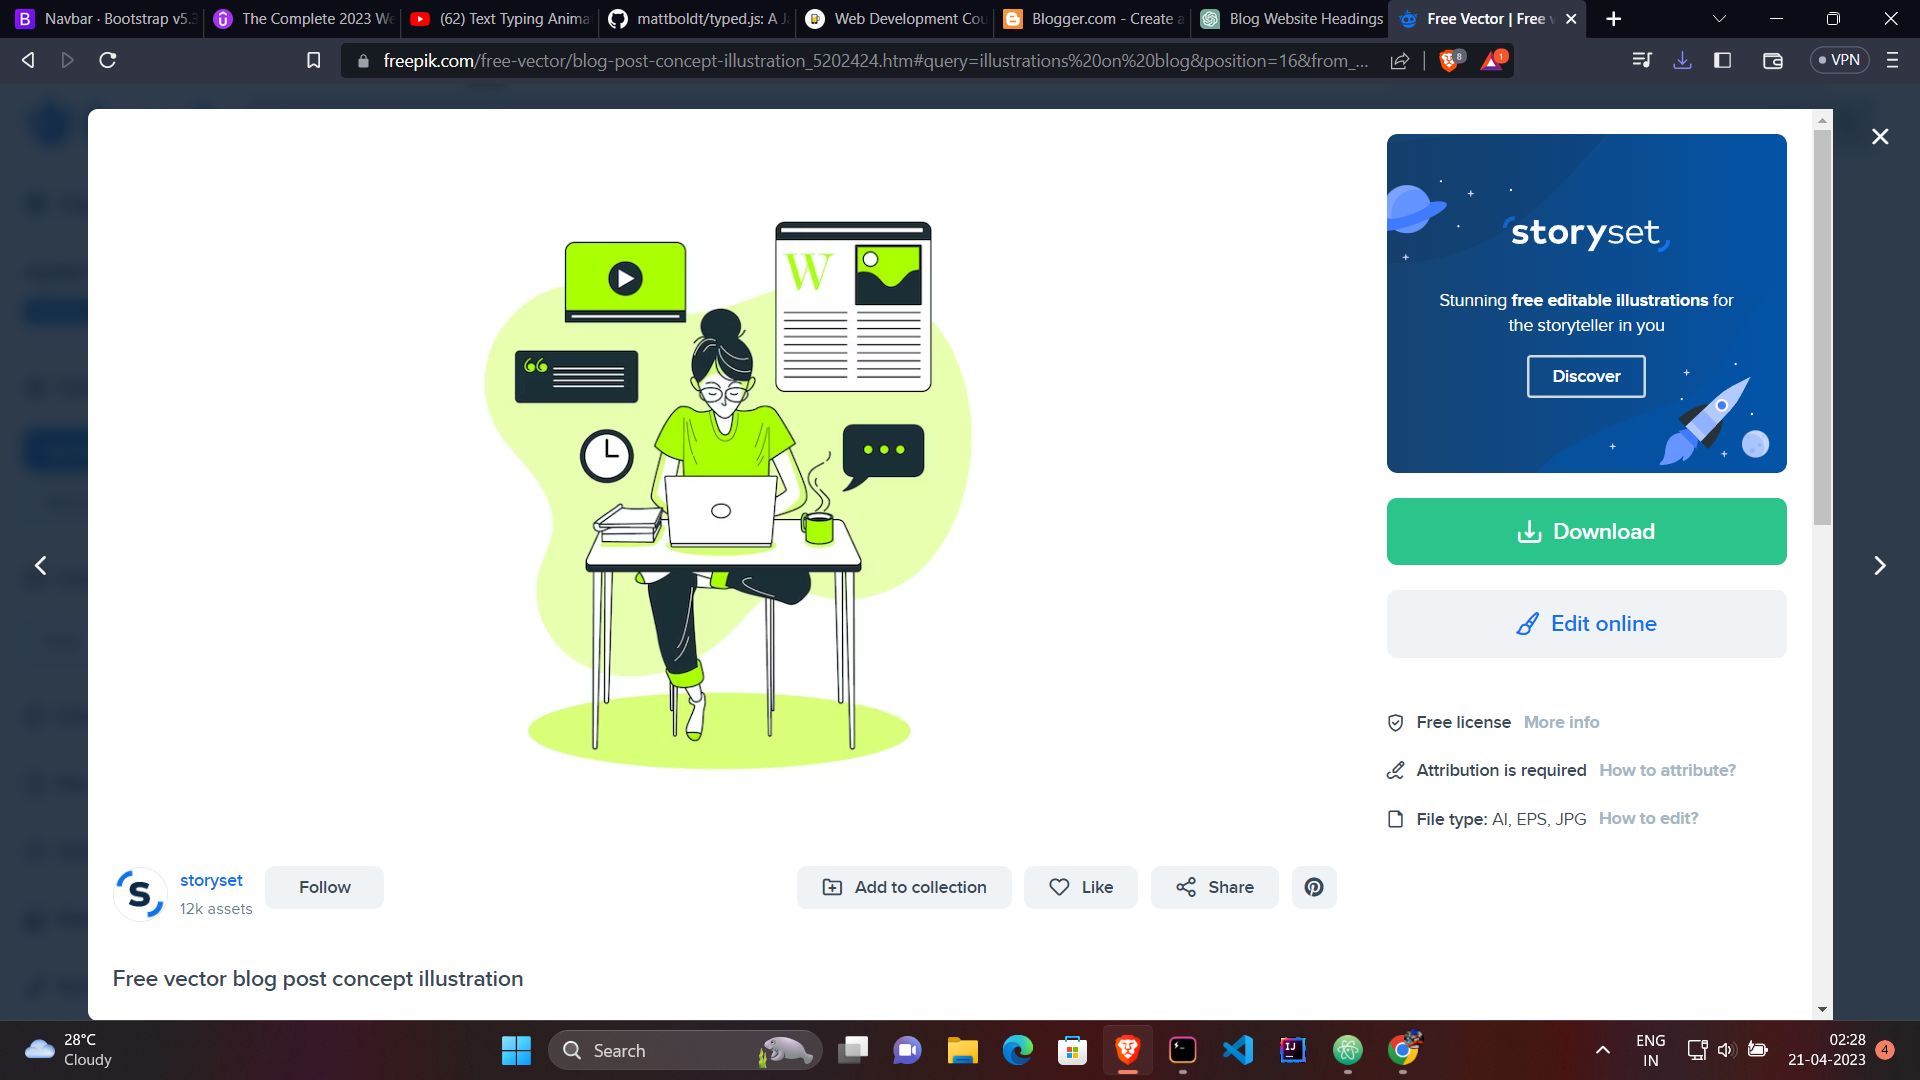 Navbar · Bootstrap v5.3
The Complete 2023 We
(62) Text Typing Anima
mattboldt/typed.js: A J
Web Development Cou
Blogger.com - Create a
Blog Website Headings
Free Vector | Free v
freepik.com/free-vector/blog-post-concept-illustration_5202424.htm#query=illustrations%20on%20blog&position=16&from_...
8
1
VPN
W
storyset
Stunning free editable illustrations for
the storyteller in you
Discover
Download
Edit online
Free license More info
Attribution is required How to attribute?
File type: AI, EPS, JPG How to edit?
S
storyset
12k assets
Follow
Add to collection
Like
Share
Free vector blog post concept illustration
28°C
Cloudy
Search
IJ
ENG
IN
02:28
21-04-2023
4